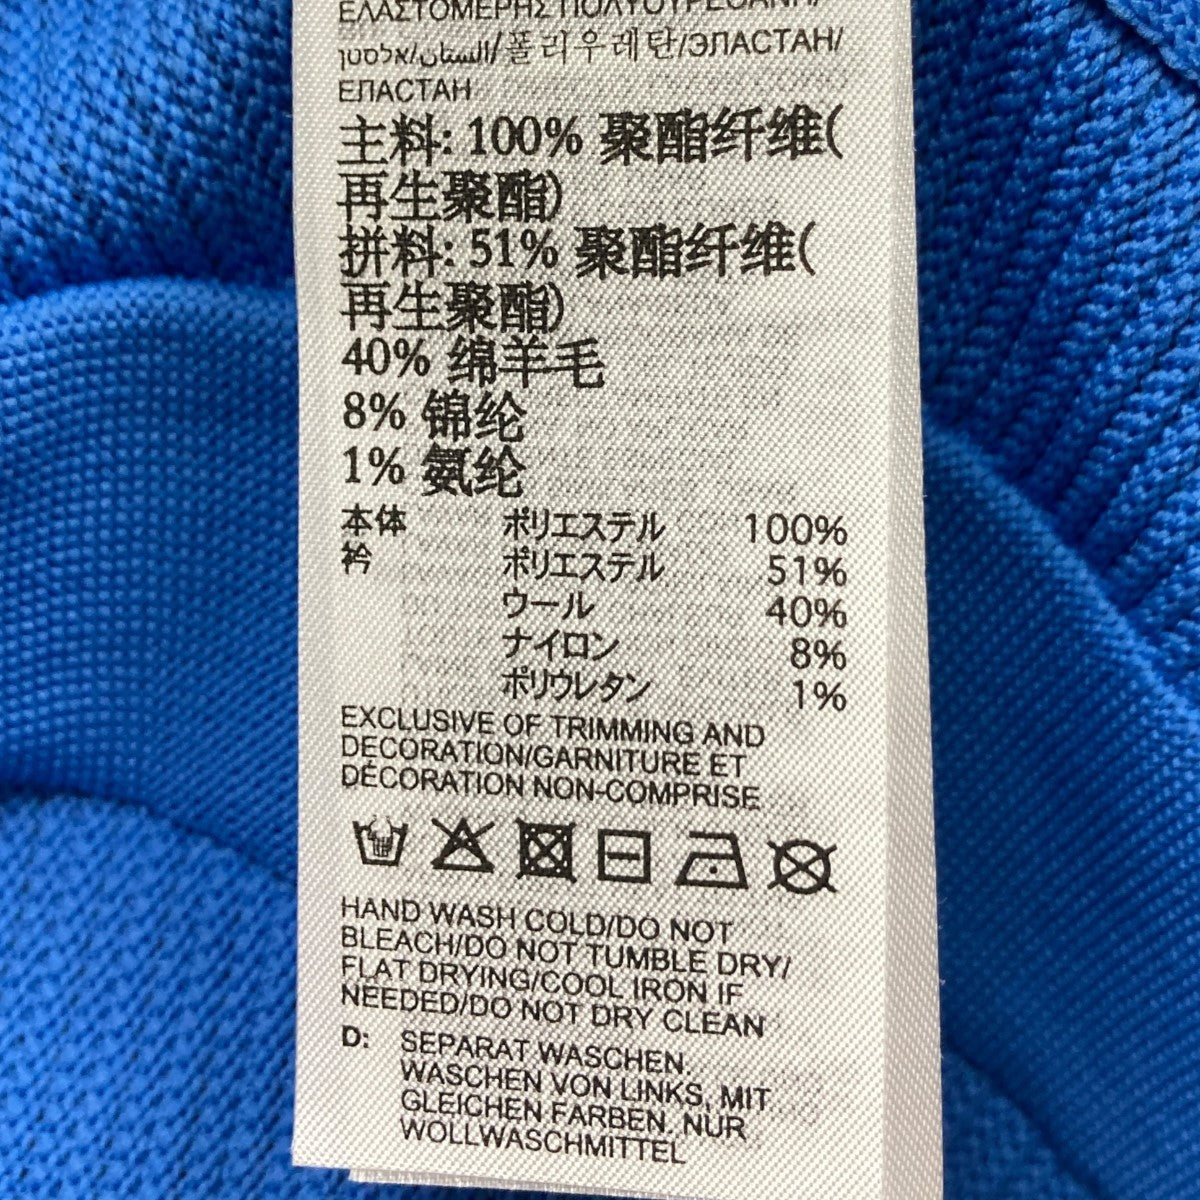 ΕΛΑΣΤΟΜΕΡΗΣ ΠΟΛΥΟΥΡΕΘΑΝΗ/
אלסטן/الستان/폴리우레탄/ЭЛАСТАН/
ЕЛАСТАН
主料: 100% 聚酯纤维(
再生聚酯)
拼料: 51% 聚酯纤维(
再生聚酯)
40% 绵羊毛
8% 锦纶
1% 氨纶
本体 ポリエステル 100%
衿 ポリエステル 51%
ウール 40%
ナイロン 8%
ポリウレタン 1%
EXCLUSIVE OF TRIMMING AND
DECORATION/GARNITURE ET
DÉCORATION NON-COMPRISE
HAND WASH COLD/DO NOT
BLEACH/DO NOT TUMBLE DRY/
FLAT DRYING/COOL IRON IF
NEEDED/DO NOT DRY CLEAN
D: SEPARAT WASCHEN.
WASCHEN VON LINKS, MIT
GLEICHEN FARBEN. NUR
WOLLWASCHMITTEL